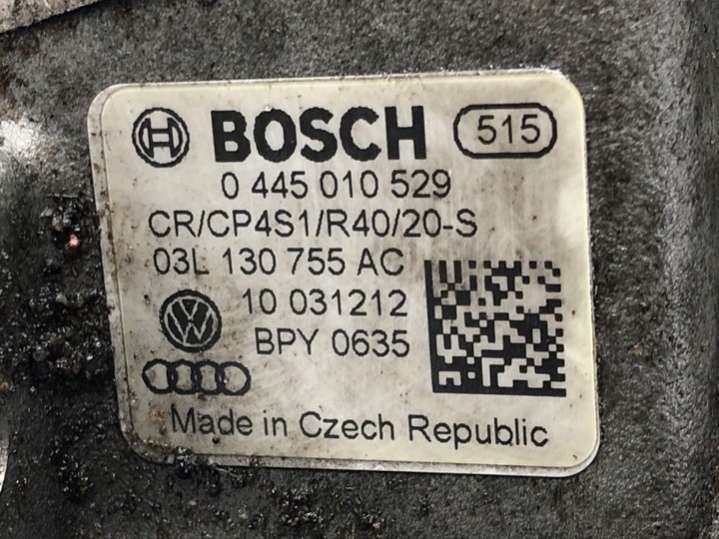 BOSCH 515
0 445 010 529
CR/CP4S1/R40/20-S
03L 130 755 AC
10 031212
BPY 0635
Made in Czech Republic